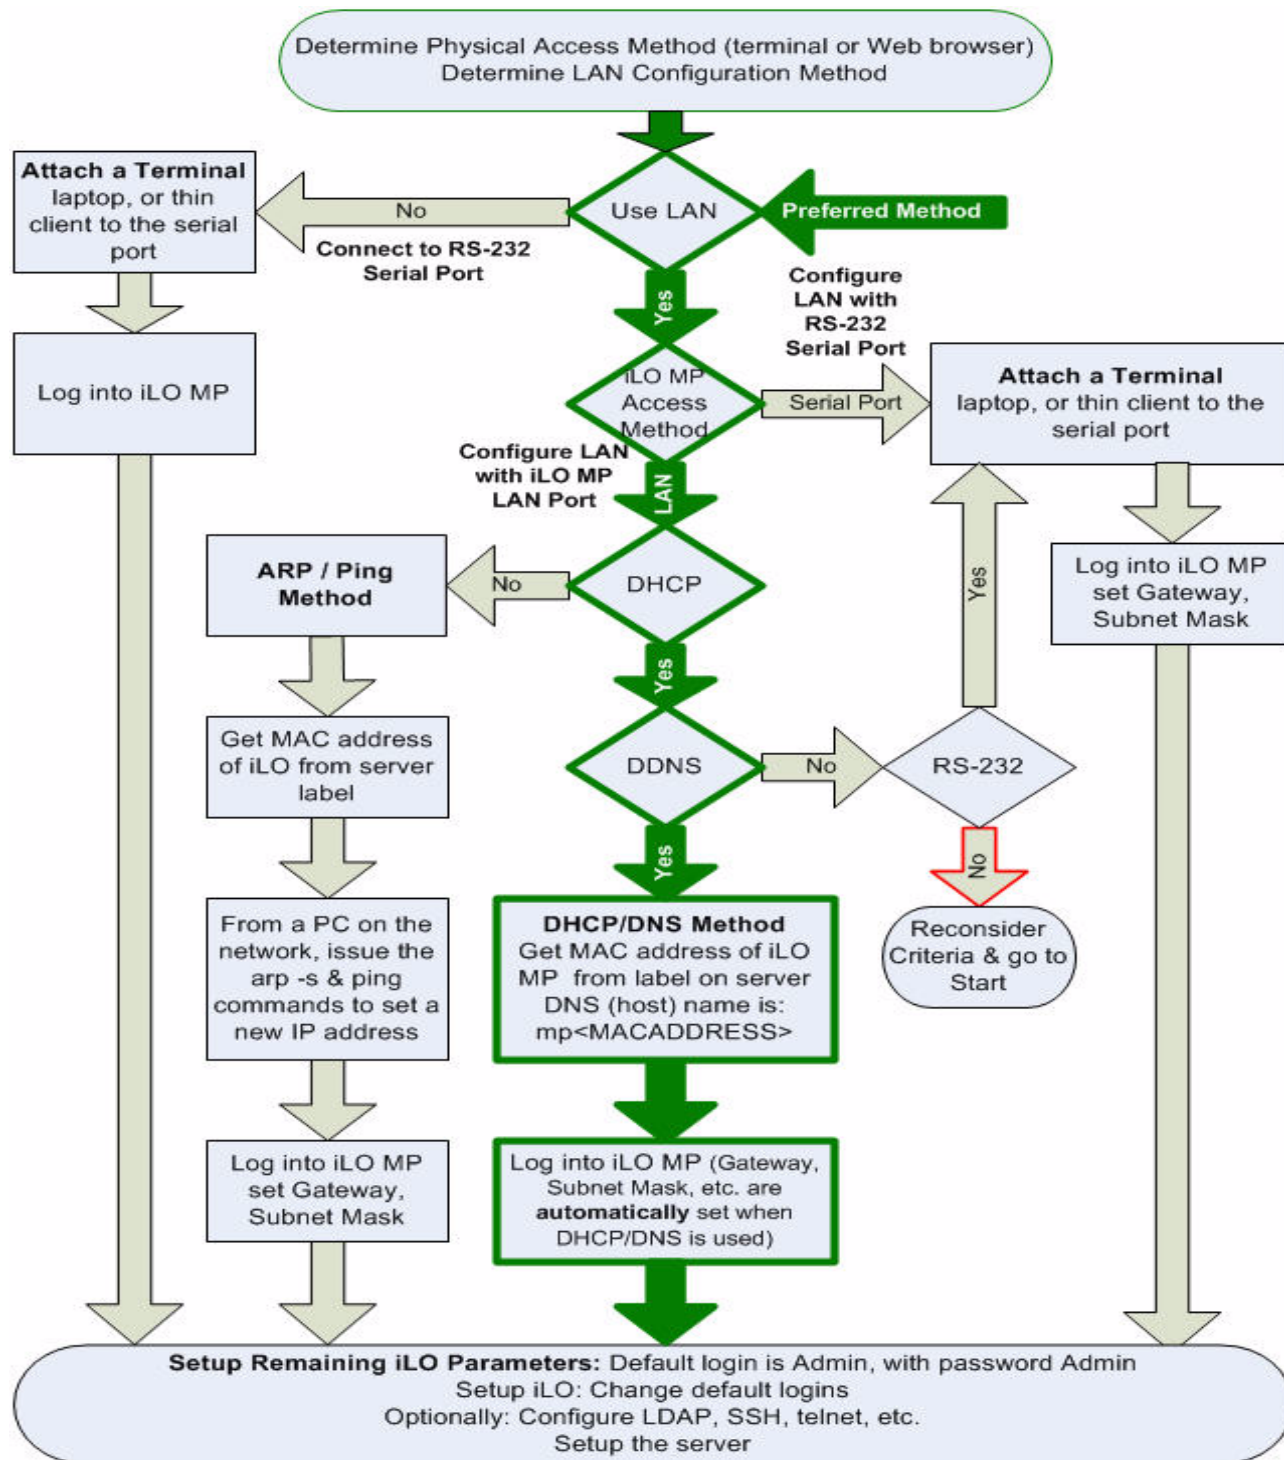 Determine Physical Access Method (terminal or Web browser)
Determine LAN Configuration Method
Attach a Terminal
laptop, or thin
client to the serial
port
No
Use LAN
Preferred Method
Connect to RS-232
Serial Port
Yes
Configure
LAN with
RS-232
Serial Port
Log into iLO MP
iLO MP
Access
Method
Serial Port
Attach a Terminal
laptop, or thin client to the
serial port
Configure LAN
with iLO MP
LAN Port
LAN
ARP / Ping
Method
No
DHCP
Yes
Log into iLO MP
set Gateway,
Subnet Mask
Yes
Get MAC address
of iLO from server
label
DDNS
No
RS-232
Yes
No
From a PC on the
network, issue the
arp -s & ping
commands to set a
new IP address
DHCP/DNS Method
Get MAC address of iLO
MP from label on server
DNS (host) name is:
mp<MACADDRESS>
Reconsider
Criteria & go to
Start
Log into iLO MP
set Gateway,
Subnet Mask
Log into iLO MP (Gateway,
Subnet Mask, etc. are
automatically set when
DHCP/DNS is used)
Setup Remaining iLO Parameters: Default login is Admin, with password Admin
Setup iLO: Change default logins
Optionally: Configure LDAP, SSH, telnet, etc.
Setup the server